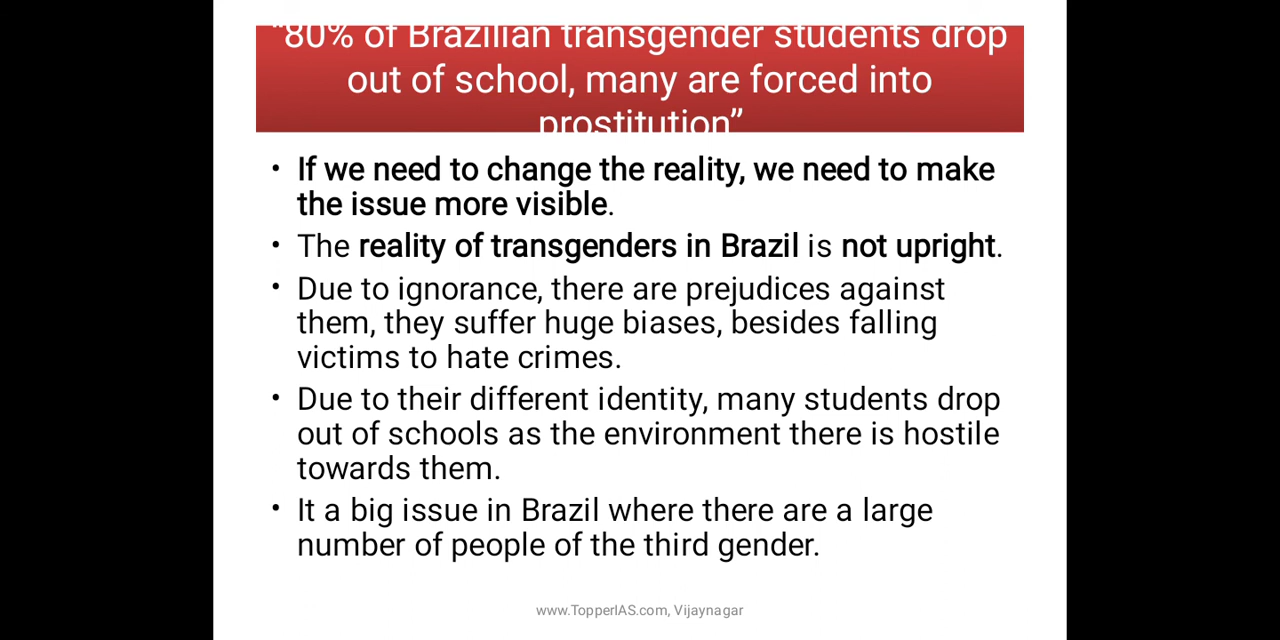 "80% of Brazilian transgender students drop
out of school, many are forced into
prostitution”
• If we need to change the reality, we need to make
the issue more visible.
• The reality of transgenders in Brazil is not upright.
• Due to ignorance, there are prejudices against
them, they suffer huge biases, besides falling
victims to hate crimes.
• Due to their different identity, many students drop
out of schools as the environment there is hostile
towards them.
• It a big issue in Brazil where there are a large
number of people of the third gender.
www.TopperIAS.com, Vijaynagar